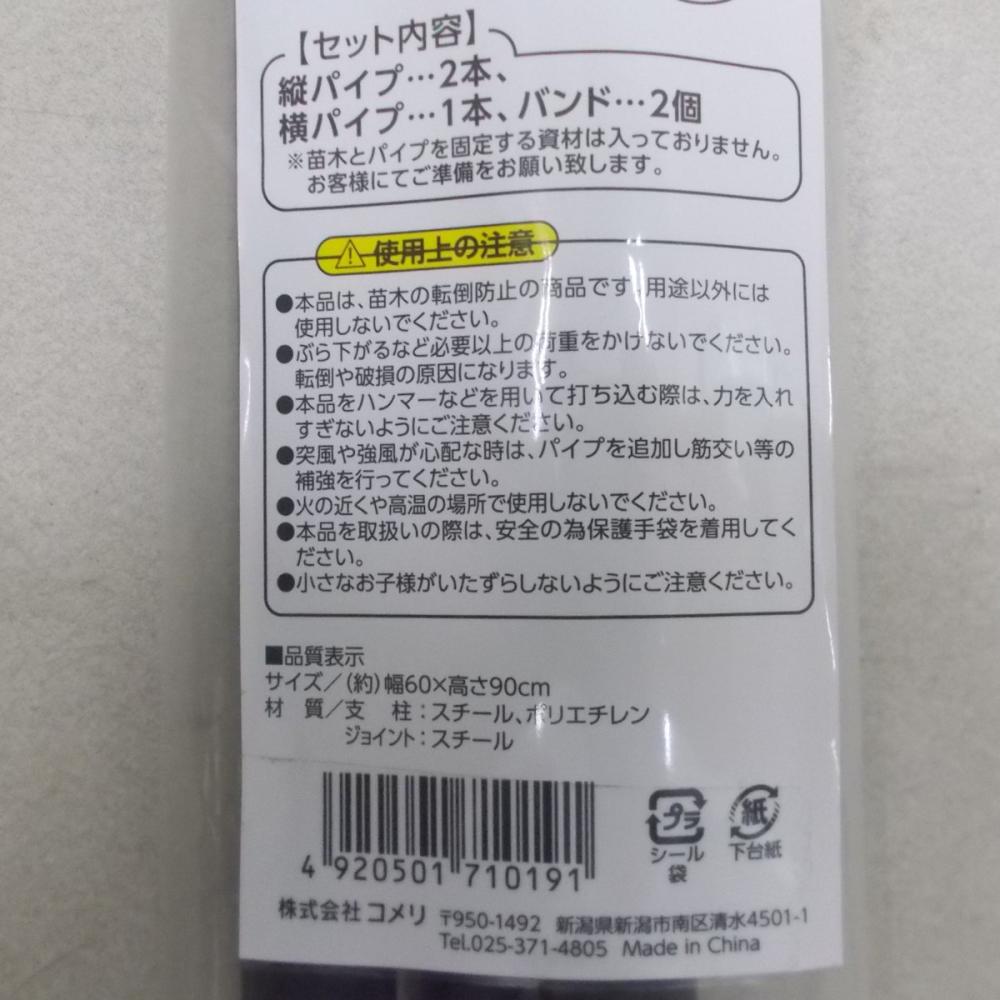 【セット内容】
縦パイプ…2本、
横パイプ…1本、バンド…2個
※苗木とパイプを固定する資材は入っておりません。
お客様にてご準備をお願い致します。
使用上の注意
●本品は、苗木の転倒防止の商品です。用途以外には
使用しないでください。
●ぶら下がるなど必要以上の荷重をかけないでください。
転倒や破損の原因になります。
●本品をハンマーなどを用いて打ち込む際は、力を入れ
すぎないようにご注意ください。
●突風や強風が心配な時は、パイプを追加し筋交い等の
補強を行ってください。
●火の近くや高温の場所で使用しないでください。
●本品を取扱いの際は、安全の為保護手袋を着用してく
ださい。
●小さなお子様がいたずらしないようにご注意ください。
■品質表示
サイズ／(約)幅60×高さ90cm
材 質／支 柱：スチール、ポリエチレン
ジョイント：スチール
4 920501 710191
プラ
シール
袋
紙
下台紙
株式会社 コメリ 〒950-1492 新潟県新潟市南区清水4501-1
Tel.025-371-4805 Made in China